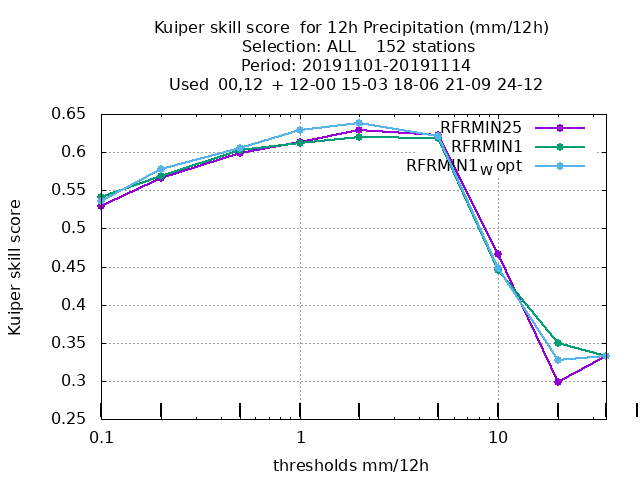 Kuiper skill score  for 12h Precipitation (mm/12h)
Selection: ALL    152 stations
Period: 20191101-20191114
Used  00,12  + 12-00 15-03 18-06 21-09 24-12
RFRMIN25
RFRMIN1
RFRMIN1W opt
0.65
0.6
0.55
0.5
0.45
0.4
0.35
0.3
0.25
Kuiper skill score
0.1 1 10
thresholds mm/12h